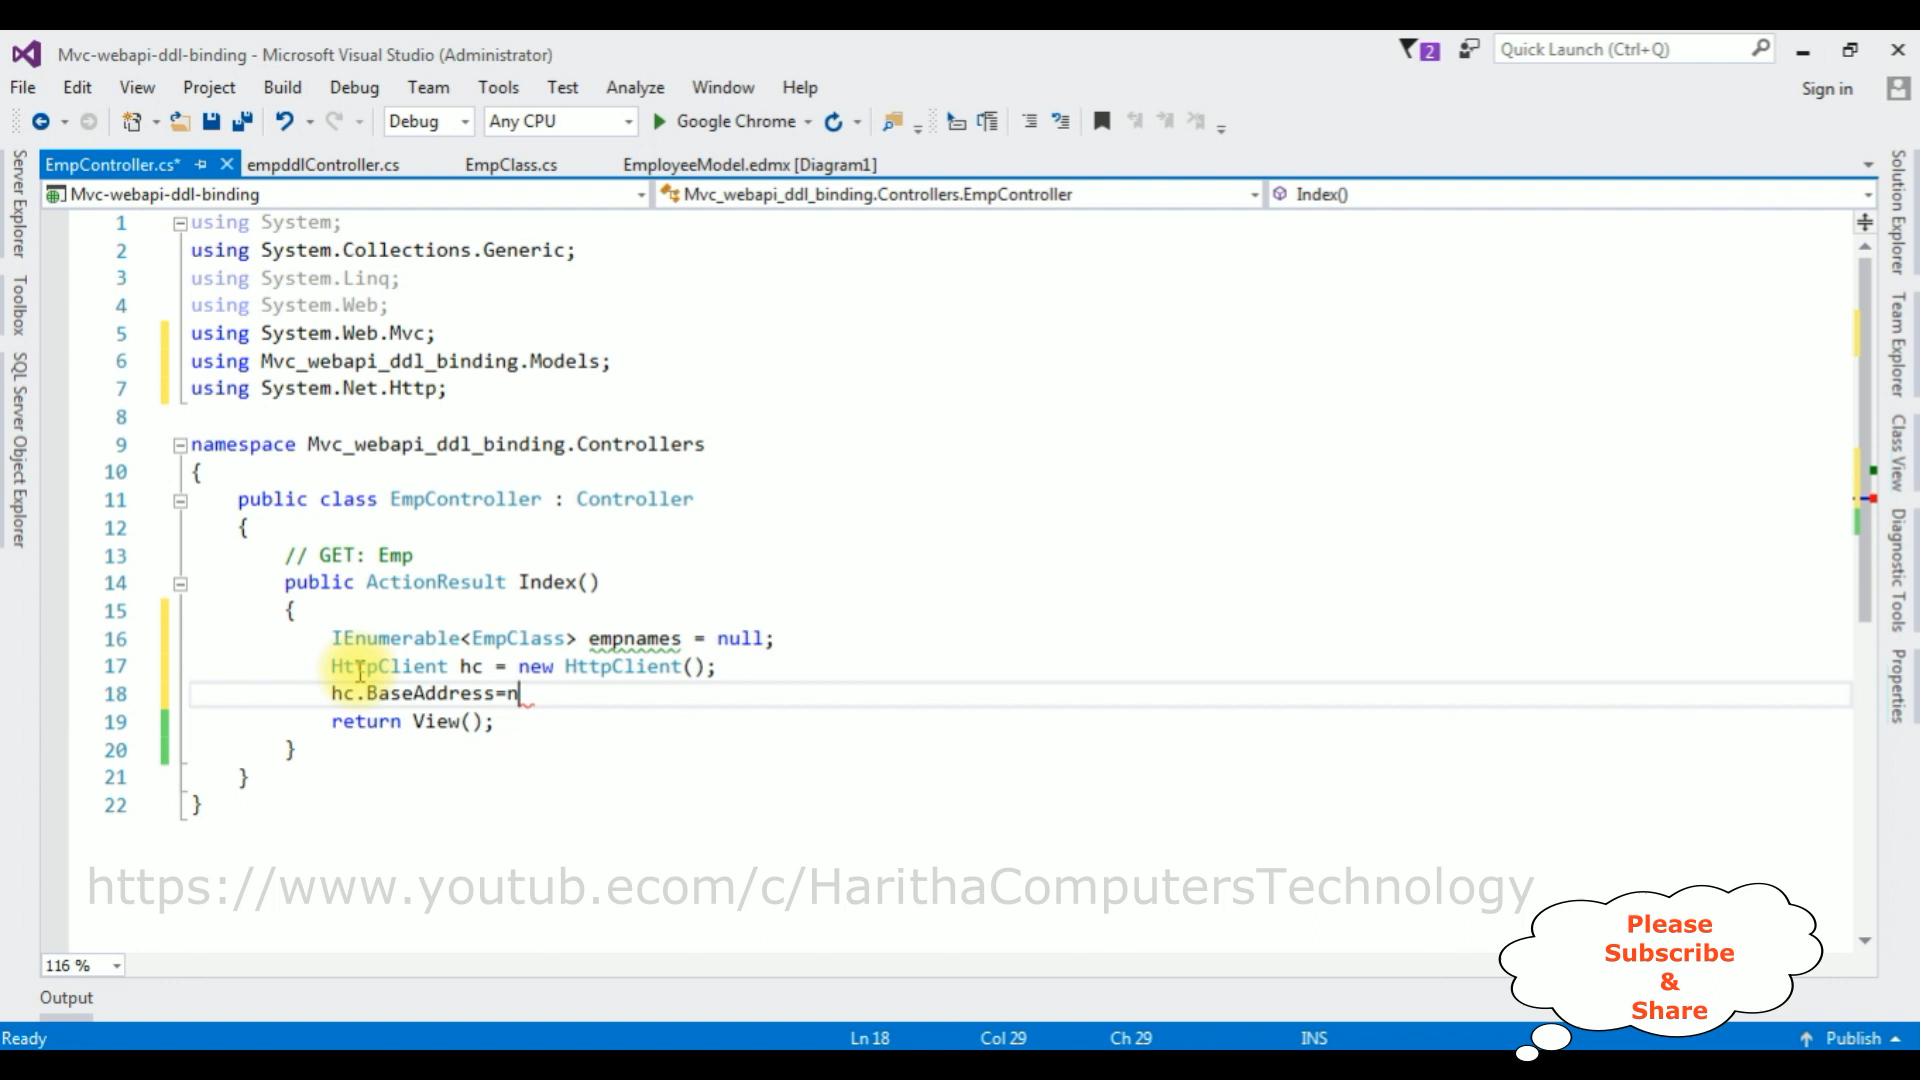 Mvc-webapi-ddl-binding - Microsoft Visual Studio (Administrator)
2
Quick Launch (Ctrl+Q)
File Edit View Project Build Debug Team Tools Test Analyze Window Help
Sign in
Debug Any CPU Google Chrome
EmpController.cs* empddlController.cs EmpClass.cs EmployeeModel.edmx [Diagram1]
Mvc-webapi-ddl-binding Mvc_webapi_ddl_binding.Controllers.EmpController Index()
Server Explorer
Toolbox
SQL Server Object Explorer
1 using System;
2 using System.Collections.Generic;
3 using System.Linq;
4 using System.Web;
5 using System.Web.Mvc;
6 using Mvc_webapi_ddl_binding.Models;
7 using System.Net.Http;
8
9 namespace Mvc_webapi_ddl_binding.Controllers
10 {
11 public class EmpController : Controller
12 {
13 // GET: Emp
14 public ActionResult Index()
15 {
16 IEnumerable<EmpClass> empnames = null;
17 HttpClient hc = new HttpClient();
18 hc.BaseAddress=n
19 return View();
20 }
21 }
22 }
Solution Explorer
Team Explorer
Class View
Diagnostic Tools
Properties
https://www.youtub.ecom/c/HarithaComputersTechnology
Please
Subscribe
&
Share
116 %
Output
Ready Ln 18 Col 29 Ch 29 INS Publish